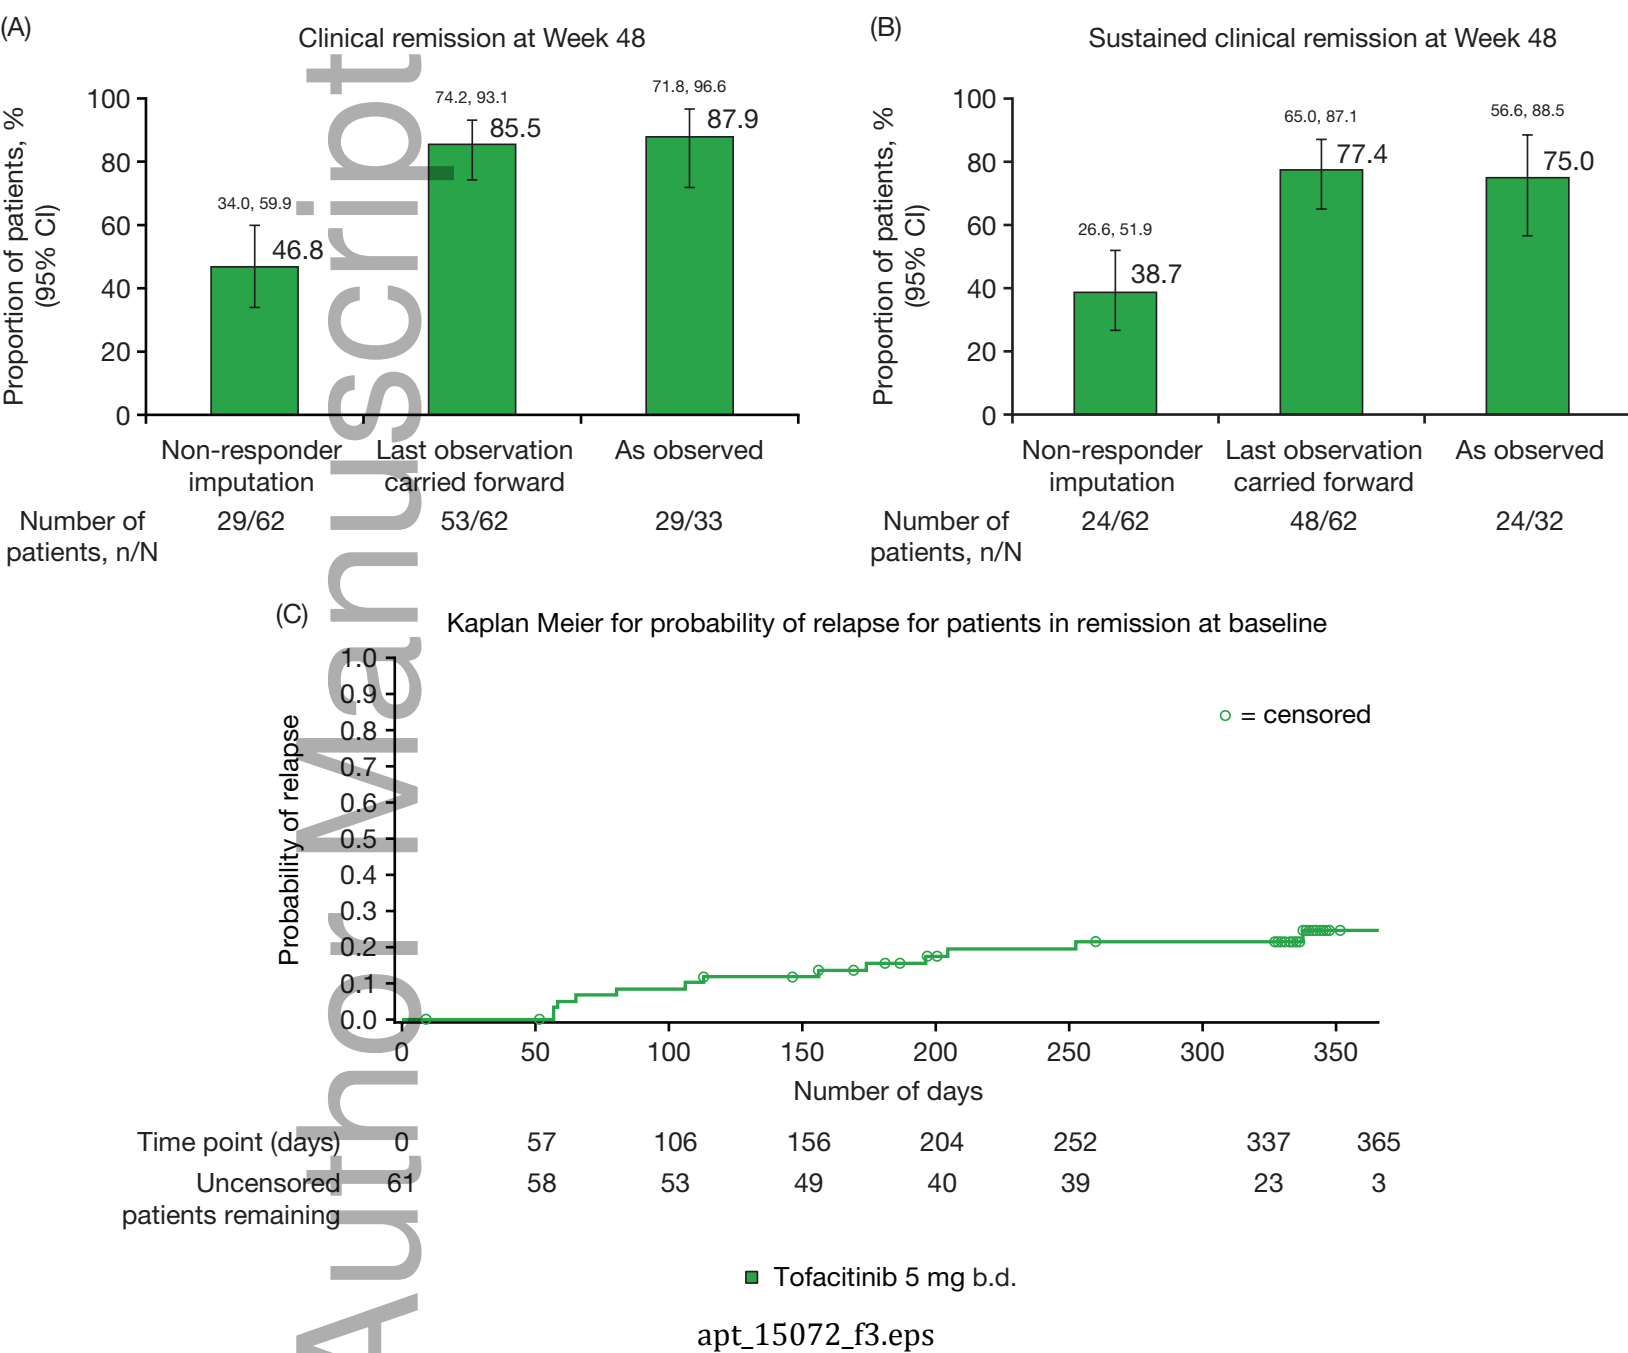 (A)
Clinical remission at Week 48
Proportion of patients, %
(95% CI)
100
80
60
40
20
0
34.0, 59.9
46.8
74.2, 93.1
85.5
71.8, 96.6
87.9
Non-responder
imputation
Last observation
carried forward
As observed
Number of
patients, n/N
29/62
53/62
29/33
(B)
Sustained clinical remission at Week 48
Proportion of patients, %
(95% CI)
100
80
60
40
20
0
26.6, 51.9
38.7
65.0, 87.1
77.4
56.6, 88.5
75.0
Non-responder
imputation
Last observation
carried forward
As observed
Number of
patients, n/N
24/62
48/62
24/32
(C)
Kaplan Meier for probability of relapse for patients in remission at baseline
Probability of relapse
1.0
0.9
0.8
0.7
0.6
0.5
0.4
0.3
0.2
0.1
0.0
= censored
0 50 100 150 200 250 300 350
Number of days
Time point (days) 0 57 106 156 204 252 337 365
Uncensored 61 58 53 49 40 39 23 3
patients remaining
Tofacitinib 5 mg b.d.
apt_15072_f3.eps
Author Manuscript